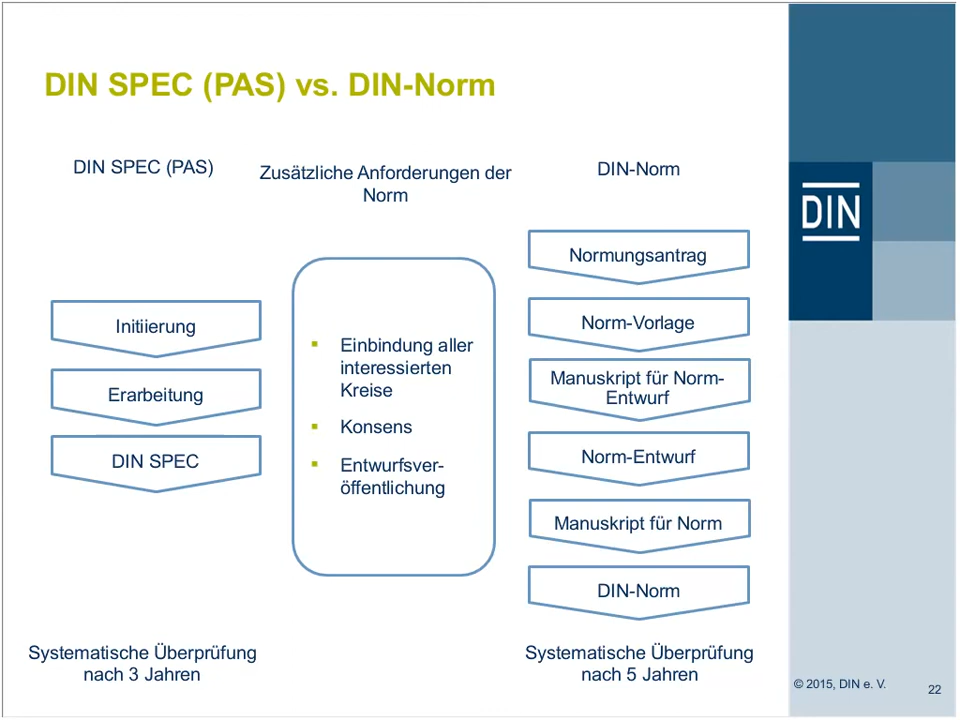 DIN SPEC (PAS) vs. DIN-Norm
DIN SPEC (PAS)
Initiierung
Erarbeitung
DIN SPEC
Systematische Überprüfung
nach 3 Jahren
Zusätzliche Anforderungen der
Norm
Einbindung aller
interessierten
Kreise
Konsens
Entwurfsver-
öffentlichung
DIN-Norm
Normungsantrag
Norm-Vorlage
Manuskript für Norm-
Entwurf
Norm-Entwurf
Manuskript für Norm
DIN-Norm
Systematische Überprüfung
nach 5 Jahren
DIN
© 2015, DIN e. V.
22